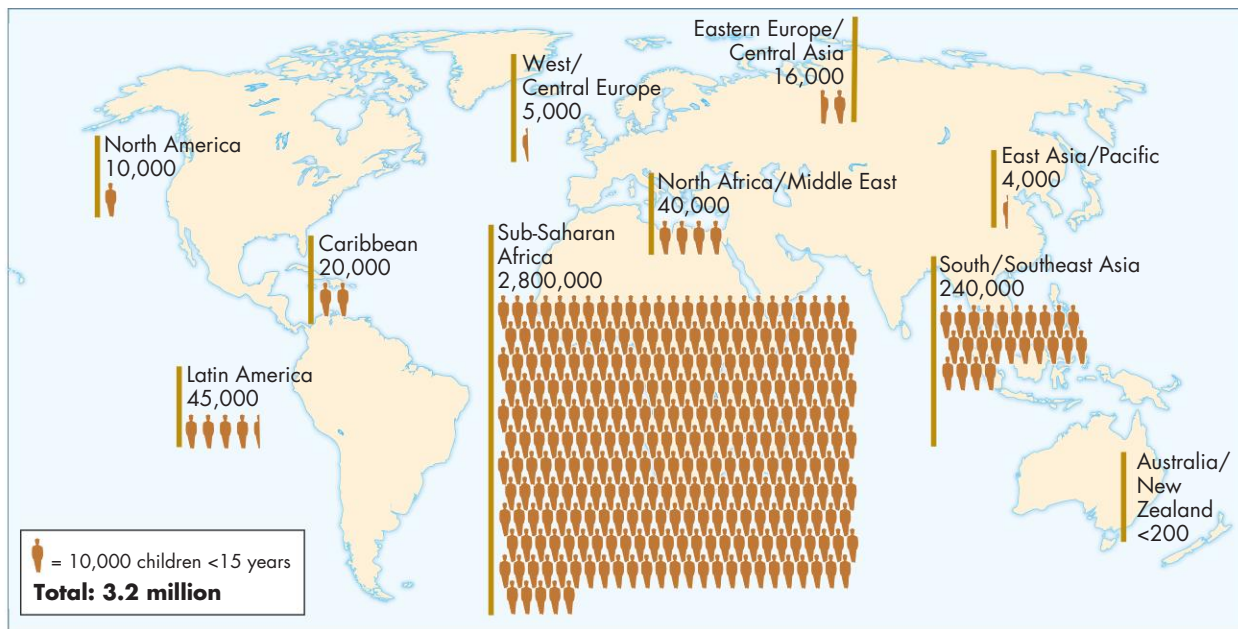 Eastern Europe/
Central Asia
16,000
West/
Central Europe
5,000
North America
10,000
East Asia/Pacific
4,000
North Africa/Middle East
40,000
Caribbean
20,000
Sub-Saharan
Africa
2,800,000
South/Southeast Asia
240,000
Latin America
45,000
Australia/
New
Zealand
<200
= 10,000 children <15 years
Total: 3.2 million